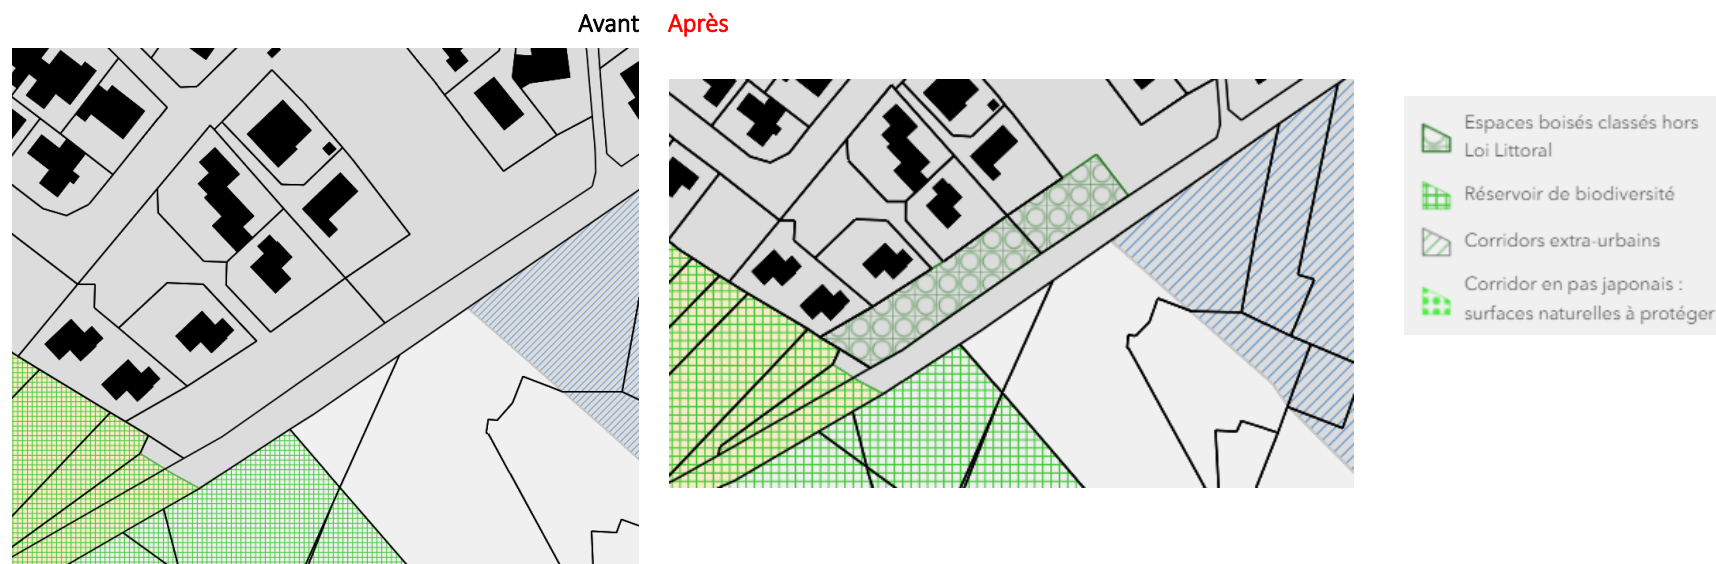 Avant Après
Espaces boisés classés hors
Loi Littoral
Réservoir de biodiversité
Corridors extra-urbains
Corridor en pas japonais :
surfaces naturelles à protéger